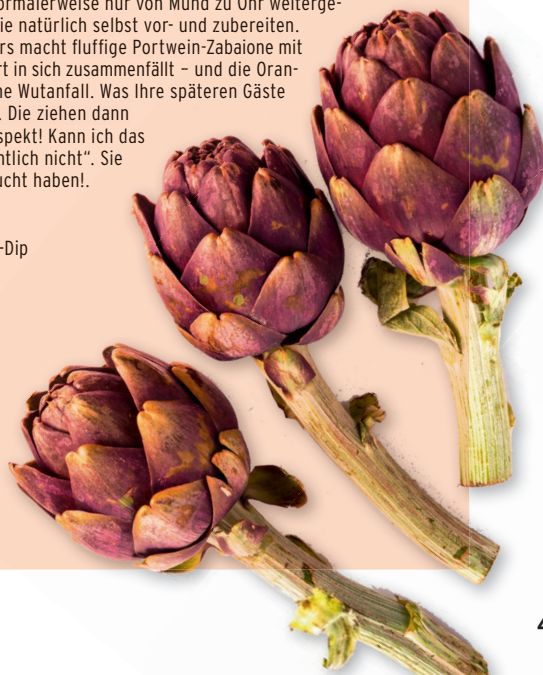 ormalerweise nur von Mund zu Ohr weiterge-
ie natürlich selbst vor- und zubereiten.
rs macht fluffige Portwein-Zabaione mit
rt in sich zusammenfällt – und die Oran-
ne Wutanfall. Was Ihre späteren Gäste
. Die ziehen dann
spekt! Kann ich das
ntlich nicht“. Sie
ucht haben!.
-Dip